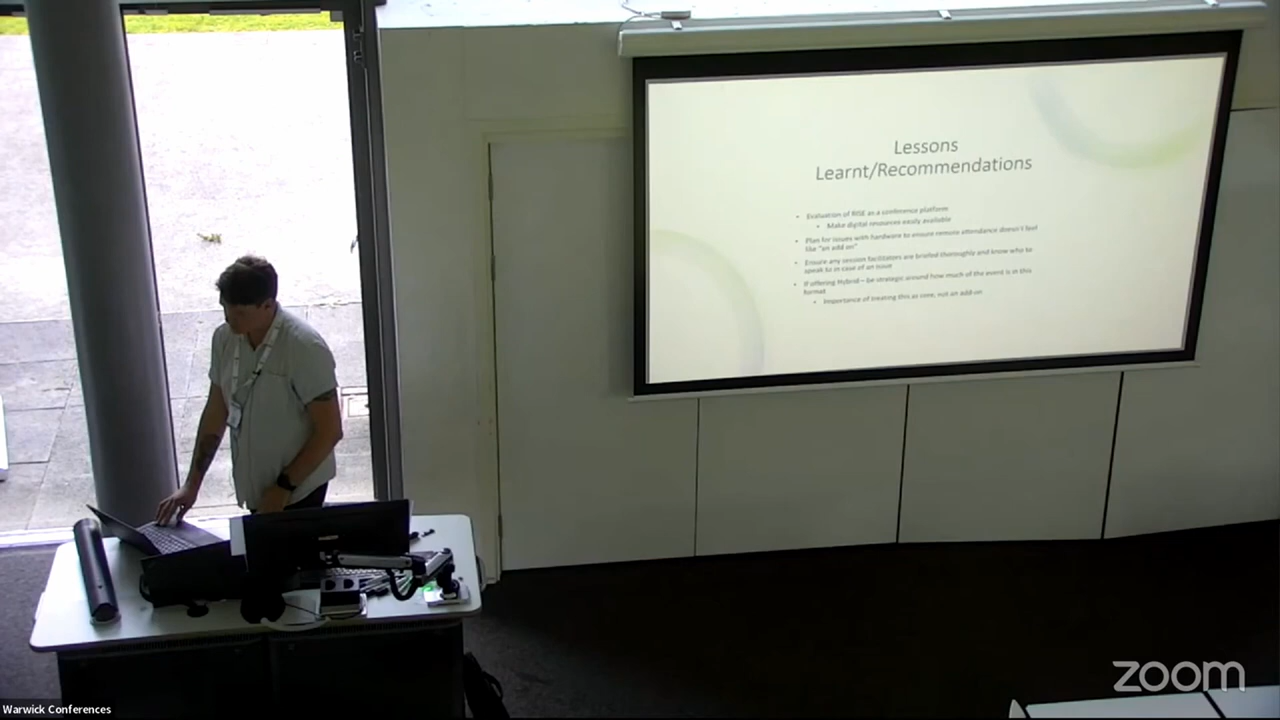 Lessons
Learnt/Recommendations
Evaluation of RISE as a conference platform
Make digital resources easily available
Plan for issues with hardware to ensure remote attendance doesn't feel
like "an add on"
Ensure any session facilitators are briefed thoroughly and know who to
speak to in case of an issue
If offering Hybrid – be strategic around how much of the event is in this
format
Importance of treating this as core, not an add-on
zoom
Warwick Conferences